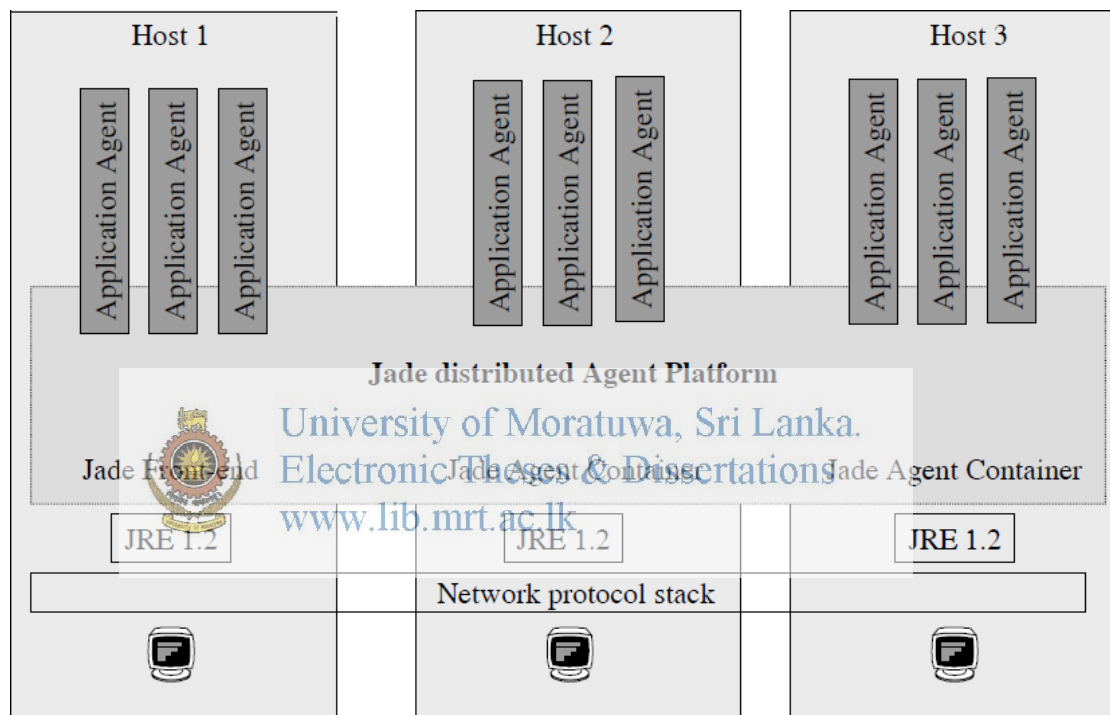 Host 1
Host 2
Host 3
Application Agent
Application Agent
Application Agent
Application Agent
Application Agent
Application Agent
Application Agent
Application Agent
Application Agent
Jade distributed Agent Platform
University of Moratuwa, Sri Lanka.
Electronic Theses & Dissertations
www.lib.mrt.ac.lk
Jade Front-end
Jade Agent Container
Jade Agent Container
JRE 1.2
JRE 1.2
JRE 1.2
Network protocol stack